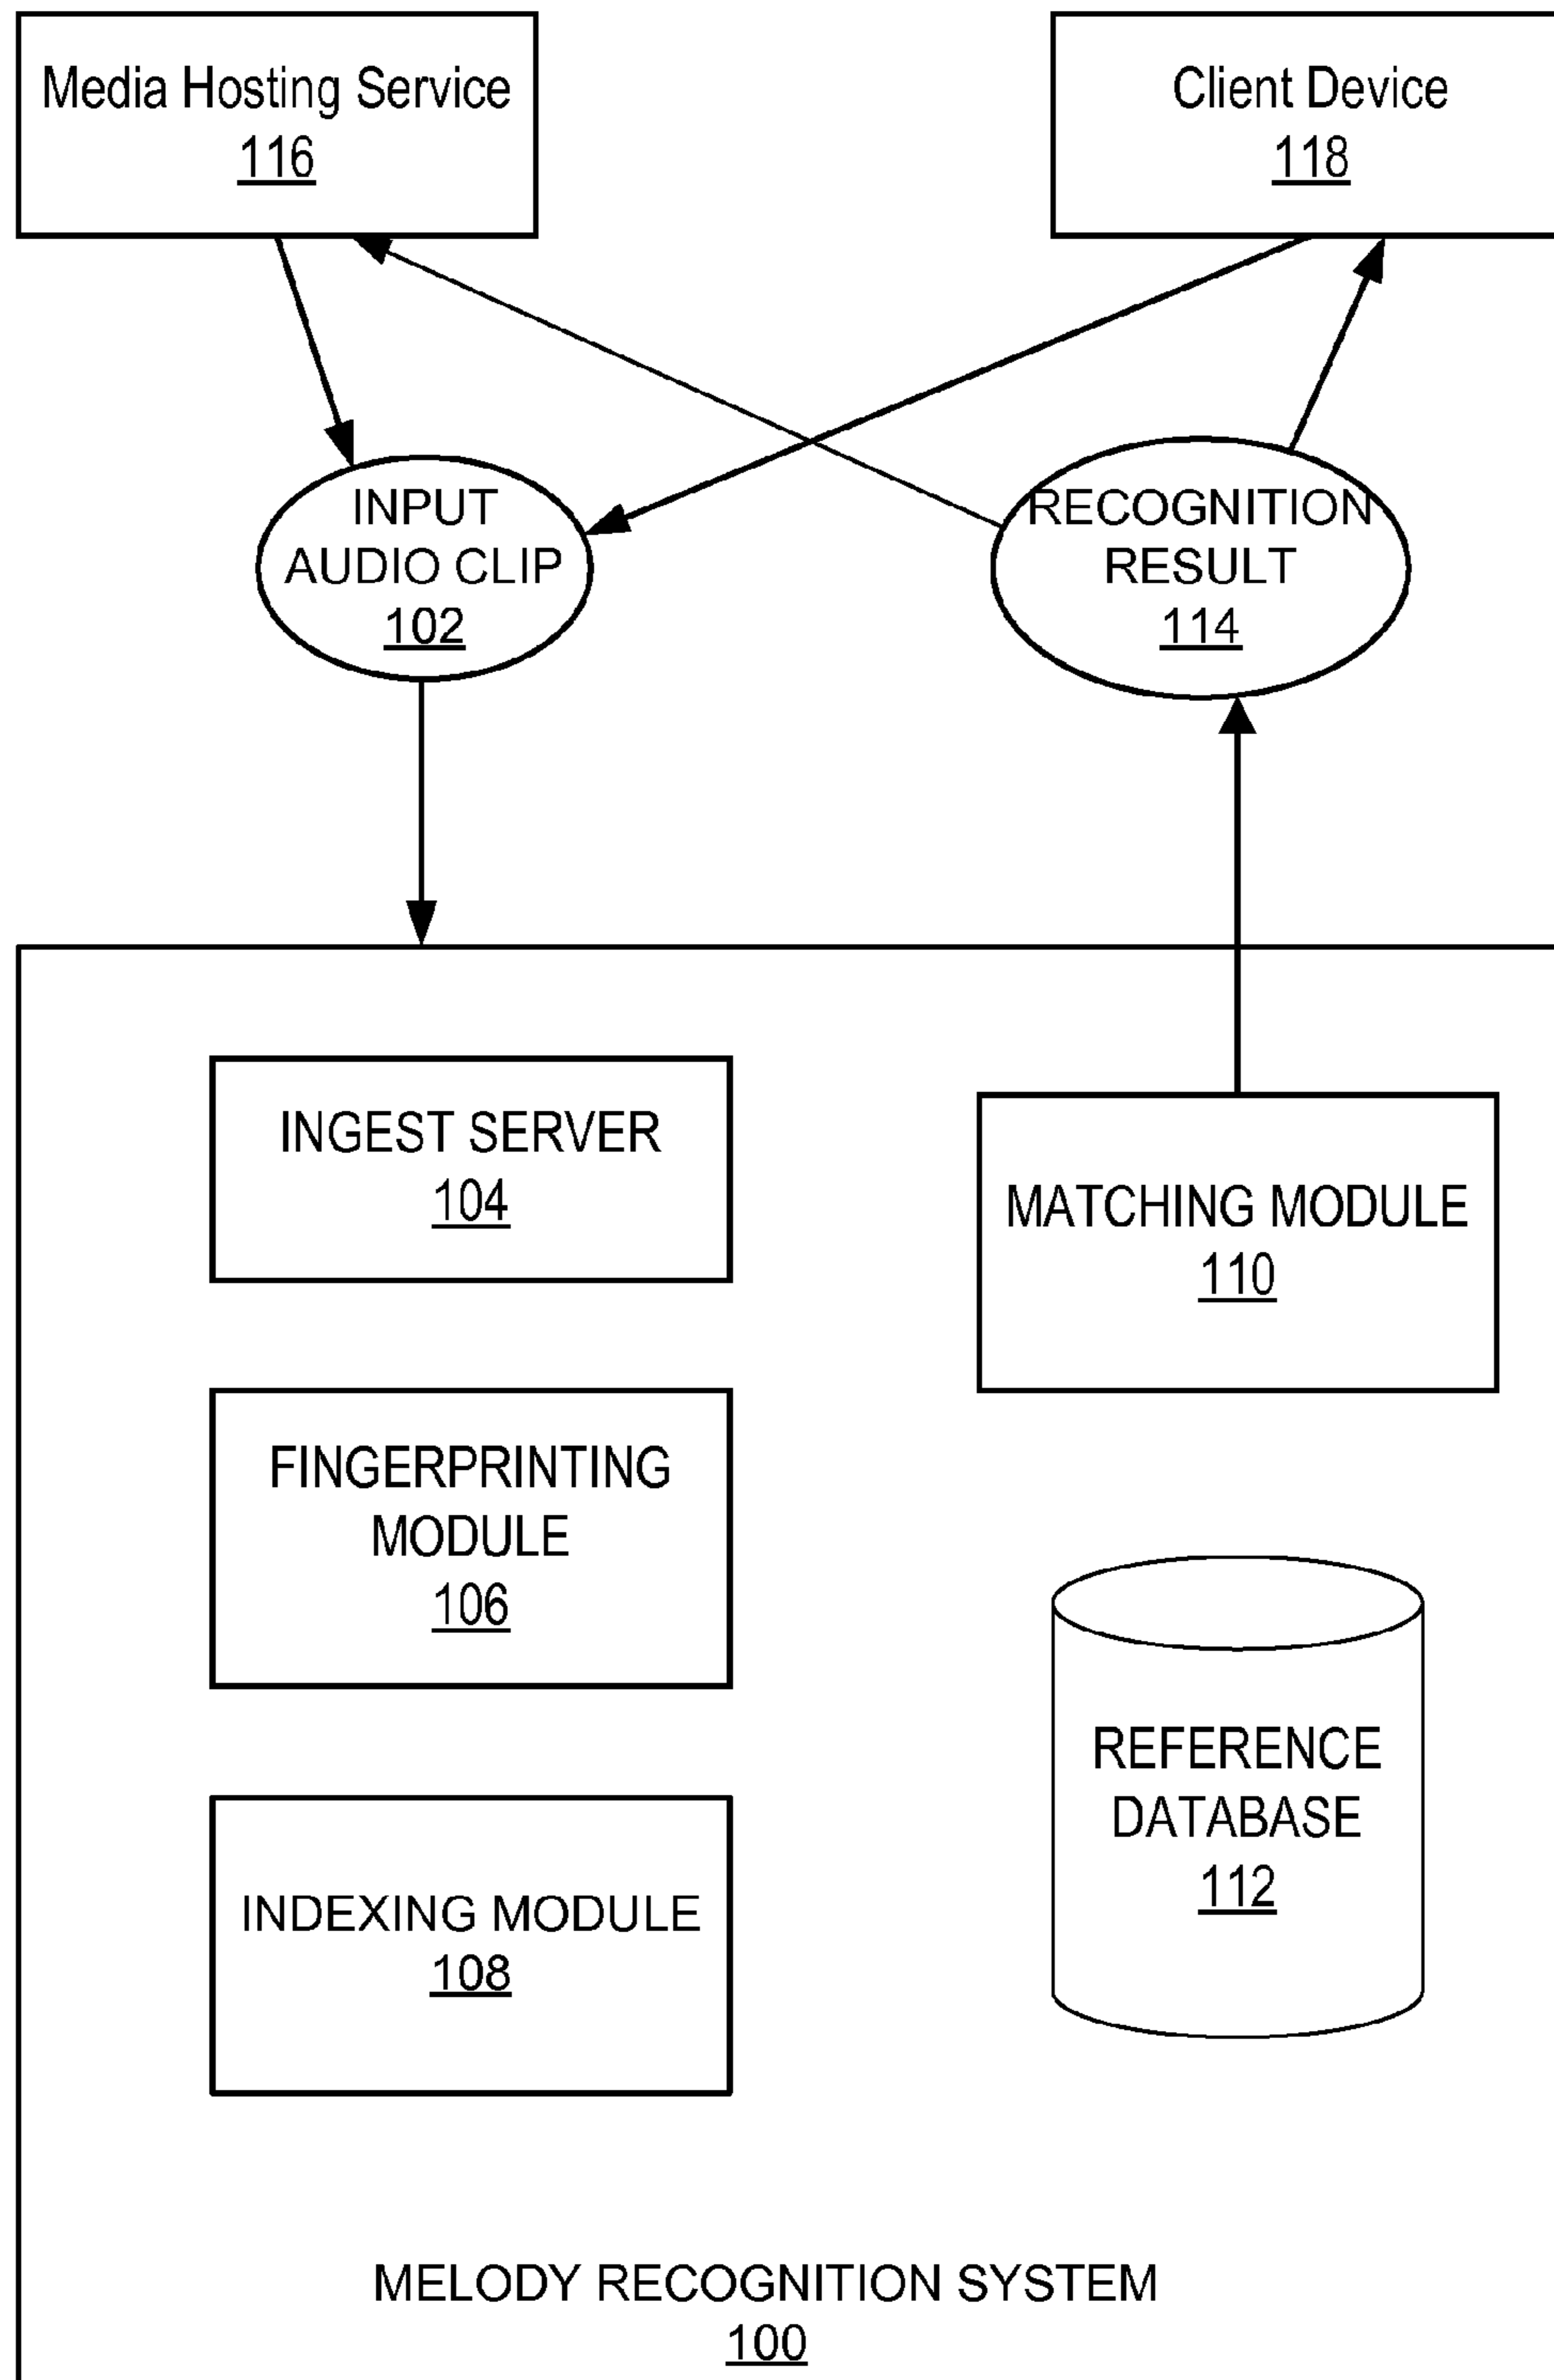 Media Hosting Service
116
Client Device
118
INPUT
AUDIO CLIP
102
RECOGNITION
RESULT
114
INGEST SERVER
104
MATCHING MODULE
110
FINGERPRINTING
MODULE
106
REFERENCE
DATABASE
112
INDEXING MODULE
108
MELODY RECOGNITION SYSTEM
100